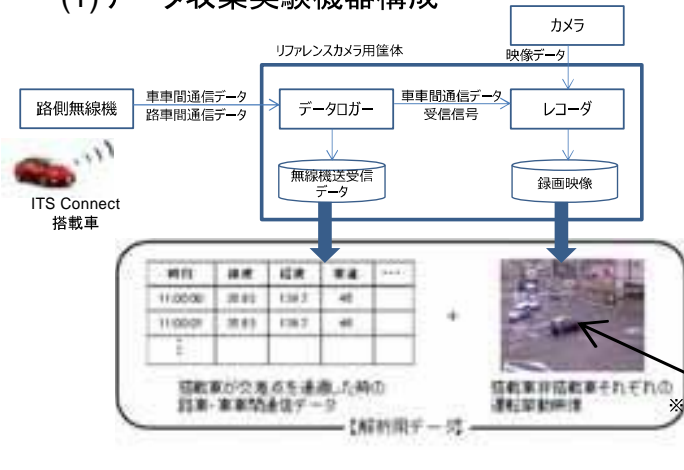 (1) データ収集実験機器構成
カメラ
リファレンスカメラ用筐体
映像データ
路側無線機
車車間通信データ
路車間通信データ
データロガー
車車間通信データ
受信信号
レコーダ
ITS Connect
搭載車
無線機送受信
データ
録画映像
時刻 緯度 経度 車速 ・・・
11:00:00
11:00:01
+
搭載車が交差点を通過した時の
路車・車車間通信データ
搭載車非搭載車それぞれの
運転挙動映像
※
【解析用データ】